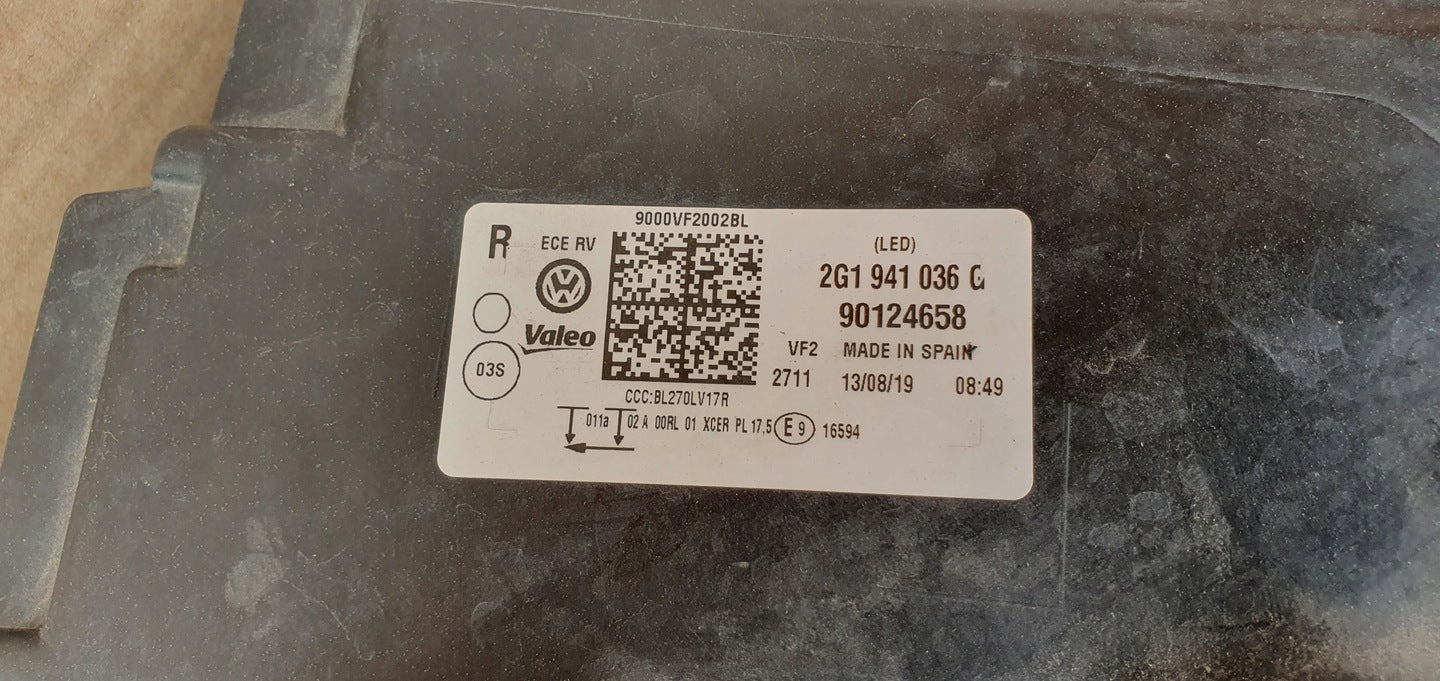 9000VF2002BL
R
ECE RV
Valeo
03S
(LED)
2G1 941 036
90124658
VF2 MADE IN SPAIN
2711 13/08/19 08:49
CCC:BL270LV17R
011a 02 A 00RL 01 XCER PL 17,5 E 9 16594